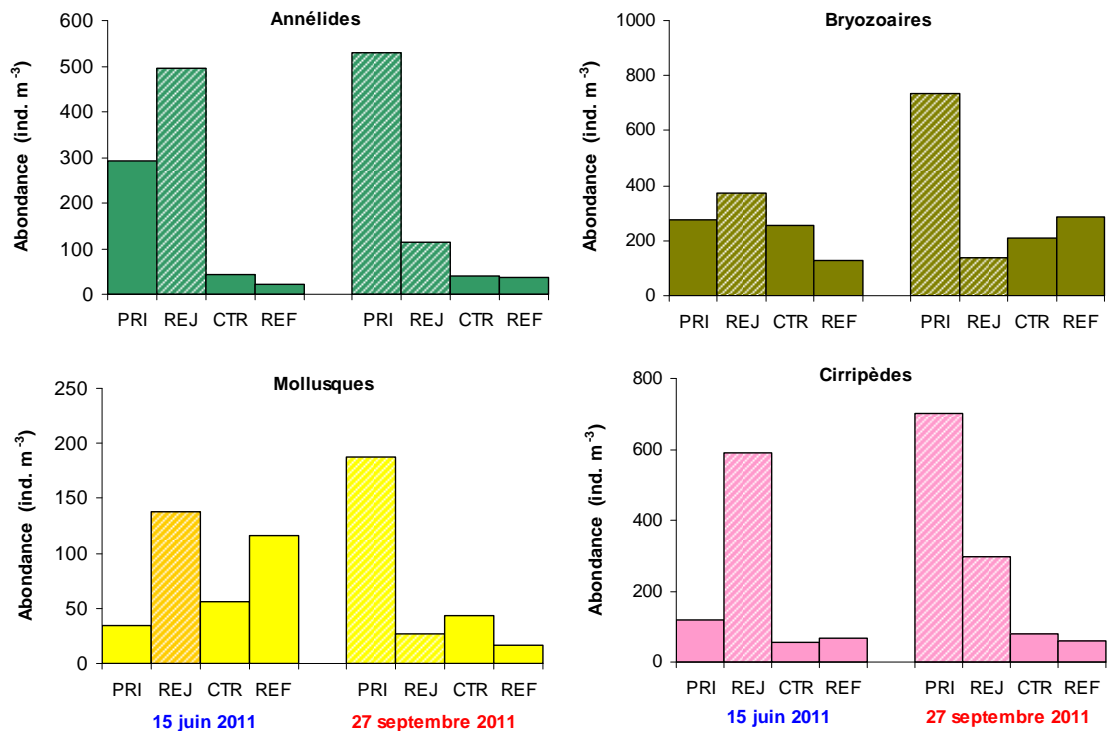 Annélides
Abondance (ind. m⁻³)
600
500
400
300
200
100
0
PRI REJ CTR REF PRI REJ CTR REF
Bryozoaires
Abondance (ind. m⁻³)
1000
800
600
400
200
0
PRI REJ CTR REF PRI REJ CTR REF
Mollusques
Abondance (ind. m⁻³)
250
200
150
100
50
0
PRI REJ CTR REF PRI REJ CTR REF
15 juin 2011 27 septembre 2011
Cirripèdes
Abondance (ind. m⁻³)
800
600
400
200
0
PRI REJ CTR REF PRI REJ CTR REF
15 juin 2011 27 septembre 2011